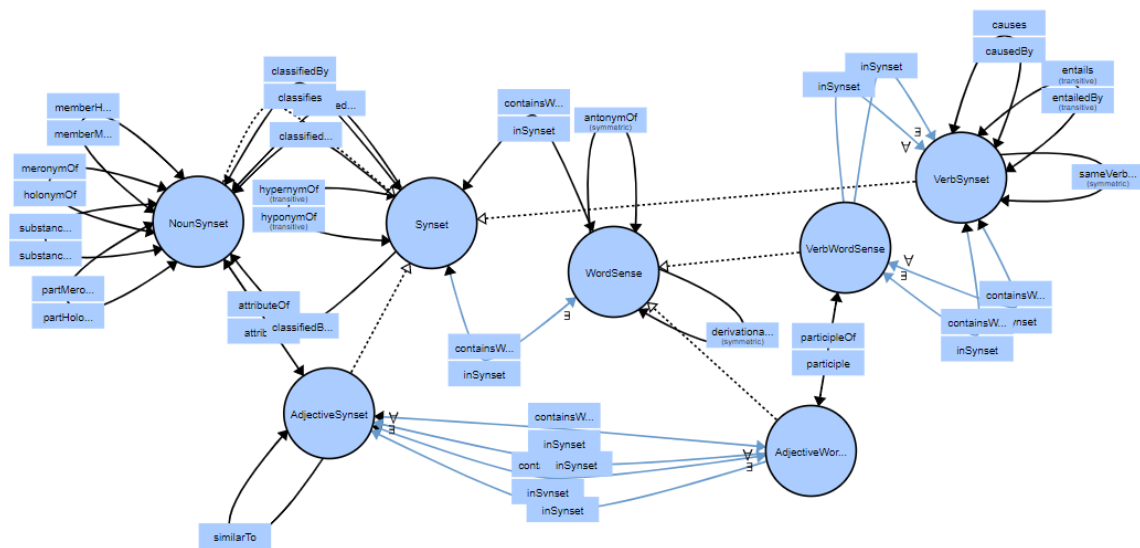 causes
causedBy
inSynset
inSynset
entails
(transitive)
entailedBy
(transitive)
classifiedBy
classifies
classified...
memberH...
memberM...
containsW...
inSynset
antonymOf
(symmetric)
VerbSynset
sameVerb...
(symmetric)
meronymOf
holonymOf
hypernymOf
(transitive)
hyponymOf
(transitive)
NounSynset
Synset
substanc...
substanc...
VerbWordSense
WordSense
E
A
A
E
partMero...
partHolo...
attributeOf
classifiedB...
E
containsW...
inSynset
derivationa...
(symmetric)
participleOf
participle
containsW...
containsW...
inSynset
AdjectiveSynset
A
E
containsW...
inSynset
inSynset
inSynset
inSynset
A
E
AdjectiveWor...
similarTo